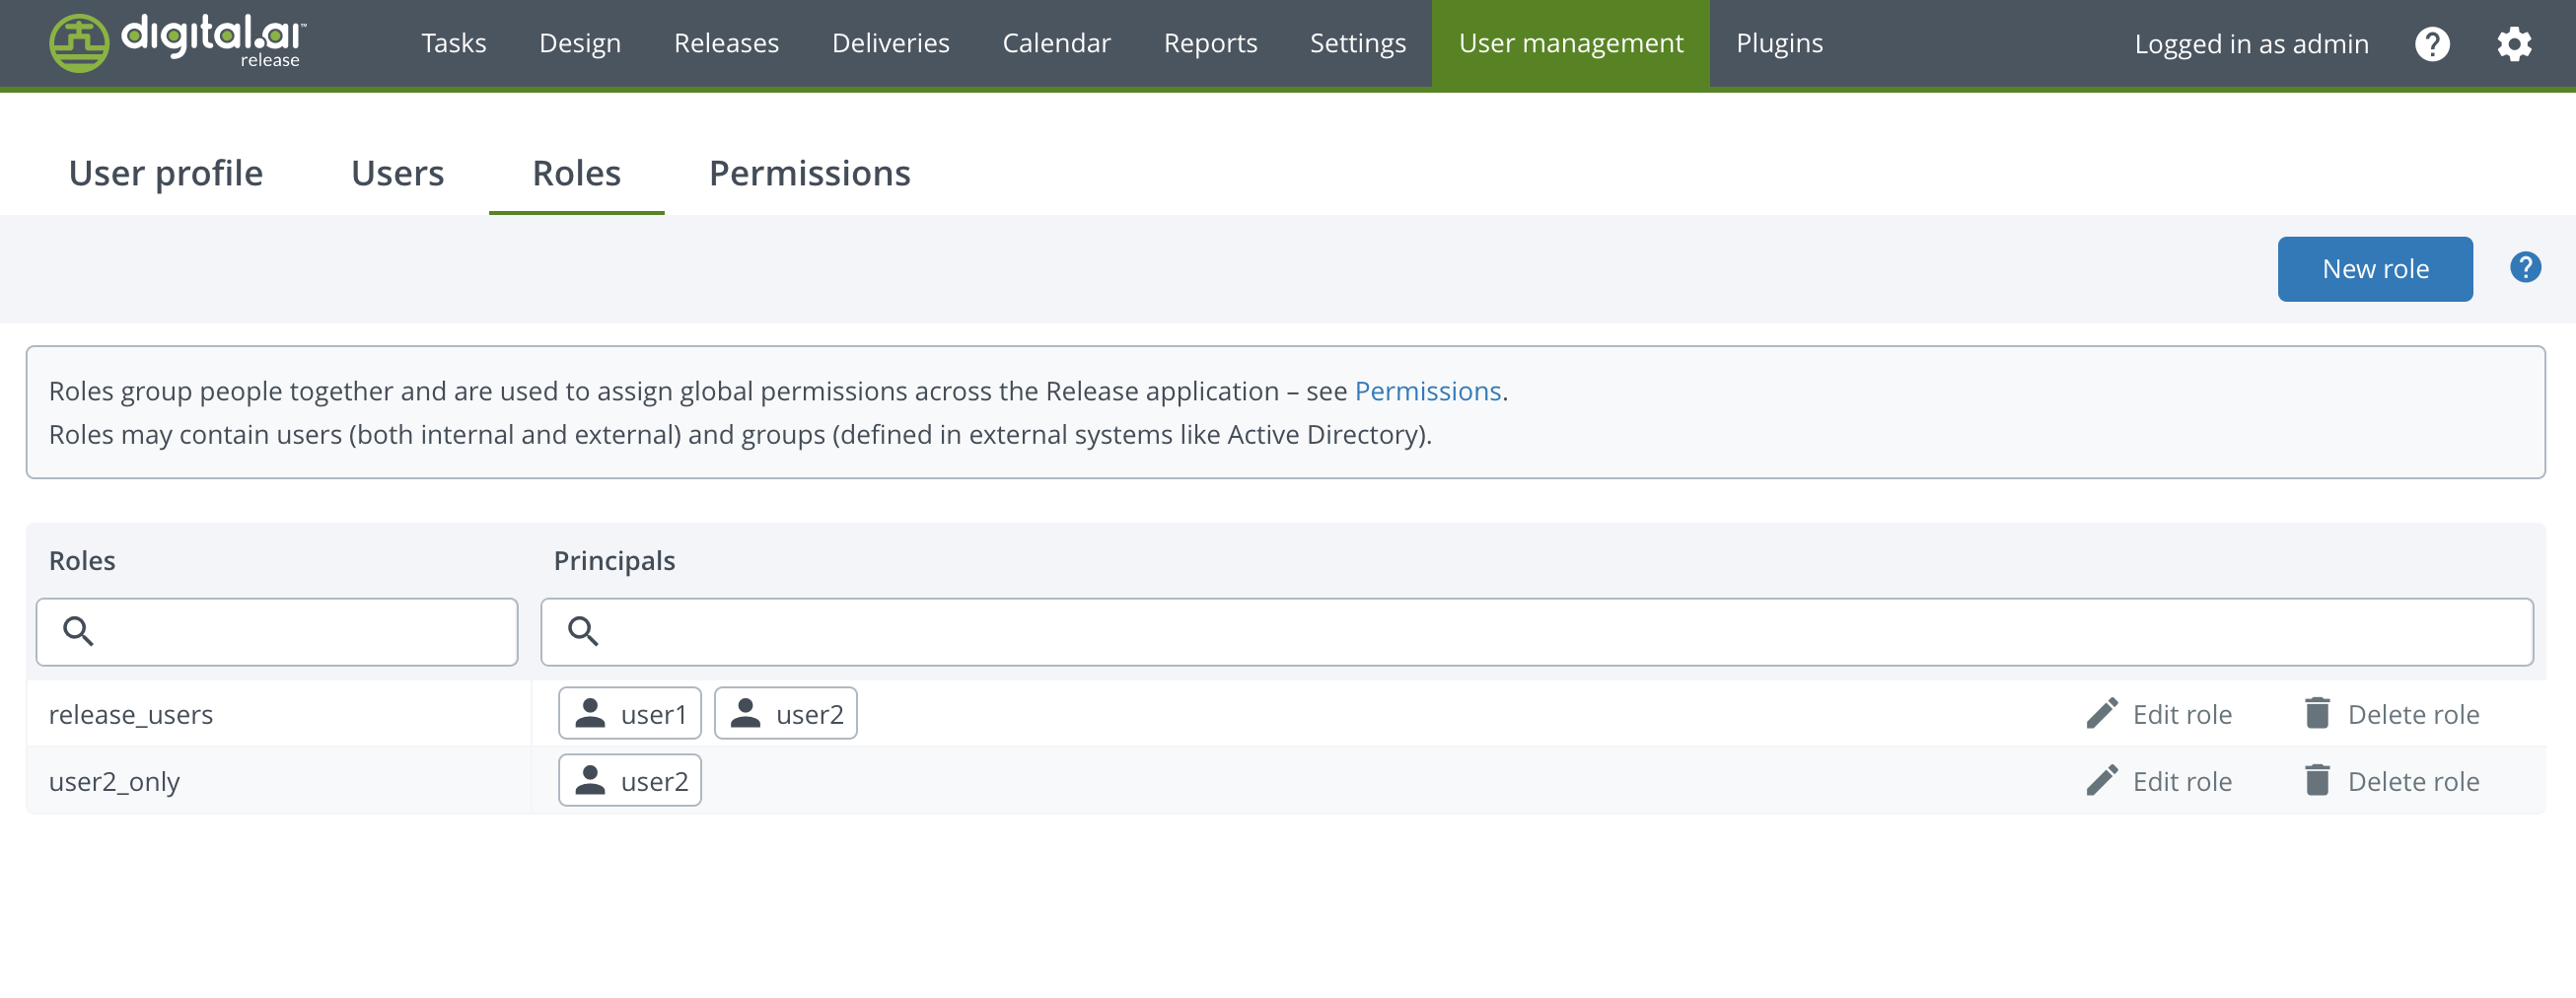 digital.ai™
release
Tasks Design Releases Deliveries Calendar Reports Settings User management Plugins Logged in as admin ?
User profile Users Roles Permissions
New role ?
Roles group people together and are used to assign global permissions across the Release application – see Permissions.
Roles may contain users (both internal and external) and groups (defined in external systems like Active Directory).
Roles Principals
release_users user1 user2 Edit role Delete role
user2_only user2 Edit role Delete role